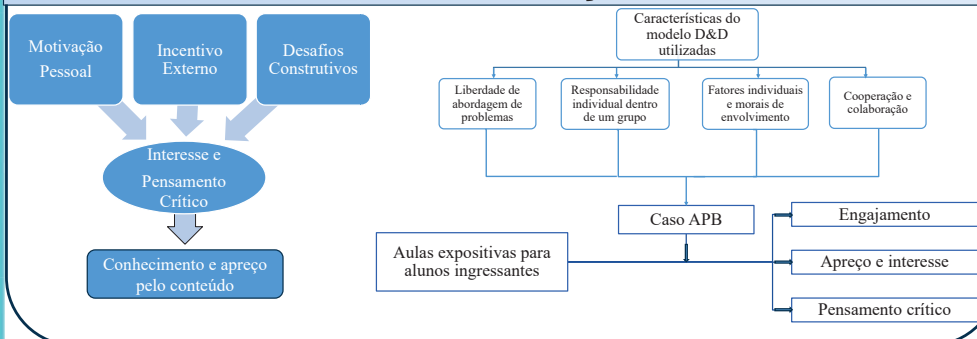 Motivação
Pessoal
Incentivo
Externo
Desafios
Construtivos
Interesse e
Pensamento
Crítico
Conhecimento e apreço
pelo conteúdo
Características do
modelo D&D
utilizadas
Liberdade de
abordagem de
problemas
Responsabilidade
individual dentro
de um grupo
Fatores individuais
e morais de
envolvimento
Cooperação e
colaboração
Caso APB
Aulas expositivas para
alunos ingressantes
Engajamento
Apreço e interesse
Pensamento crítico